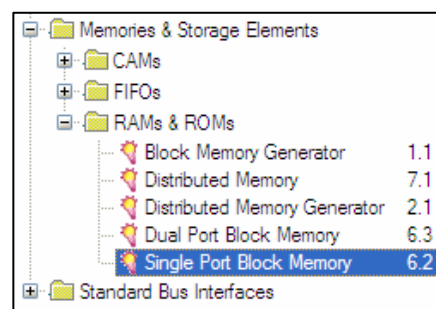 Memories & Storage Elements
CAMs
FIFOs
RAMs & ROMs
Block Memory Generator 1.1
Distributed Memory 7.1
Distributed Memory Generator 2.1
Dual Port Block Memory 6.3
Single Port Block Memory 6.2
Standard Bus Interfaces